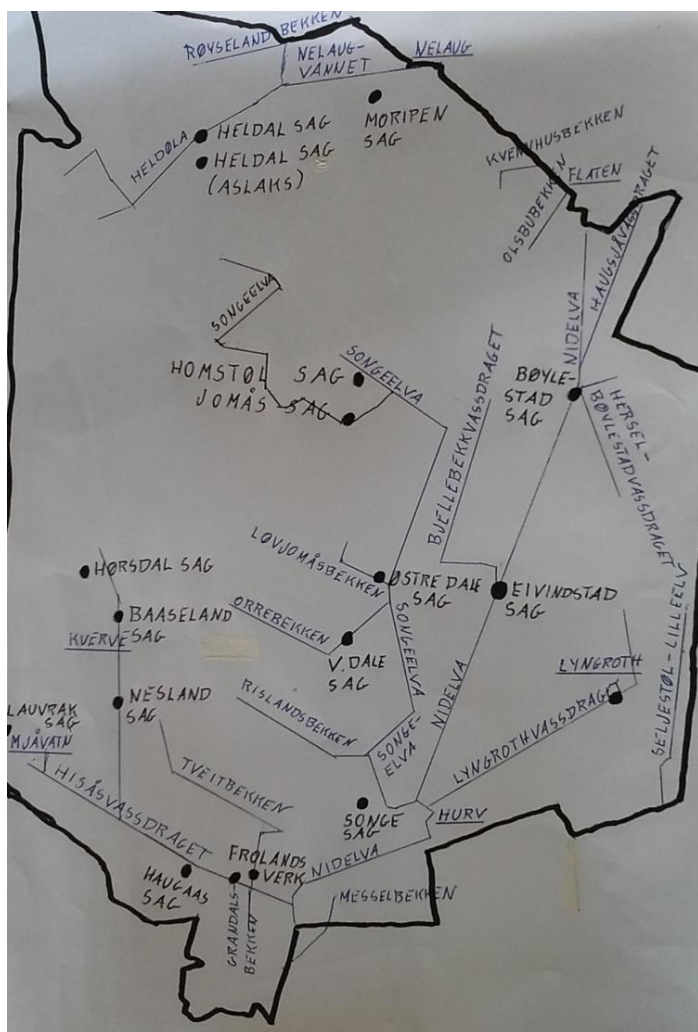 RØYSELANDBEKKEN
NELAUG-
VANNET
NELAUG
MORIPEN
SAG
HELDØLA
HELDAL SAG
HELDAL SAG
(ASLAKS)
KVERNHUSBEKKEN
FLATEN
OLSBUBEKKEN
HAUGSJÅVASSDRAGET
NIDELVA
SONGEELVA
HOMSTØL SAG
JOMÅS SAG
SONGEELVA
BØYLE-
STAD
SAG
HERSEL-
BØYLESTADVASSDRAGET
BJELLEBEKKVASSDRAGET
LØVJOMÅSBEKKEN
ØSTRE DALE
SAG
EIVINDSTAD
SAG
HØRSDAL SAG
BAASELAND
SAG
KVERVE
ORREBEKKEN
V. DALE
SAG
SONGEELVA
NIDELVA
LYNGROTH
SELJESTØL-LILLEELV
NESLAND
SAG
LAUVRAK
SAG
MJÅVATN
RISLANDSBEKKEN
SONGE-
ELVA
LYNGROTHVASSDRAGET
HISÅSVASSDRAGET
TVEITBEKKEN
SONGE
SAG
HURV
FROLANDS
VERK
NIDELVA
HAUGAAS
SAG
GRANDALS-
BEKKEN
MESSELBEKKEN